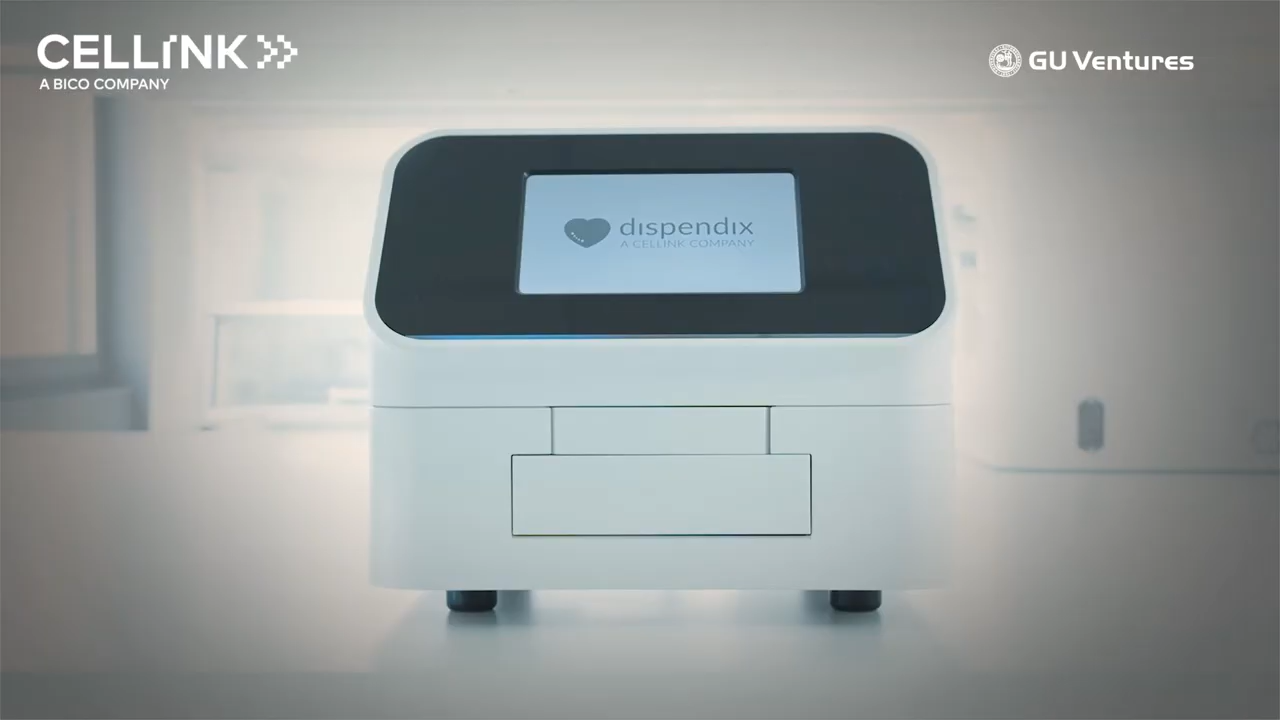 CELLINK
A BICO COMPANY
GU Ventures
dispendix
A CELLINK COMPANY